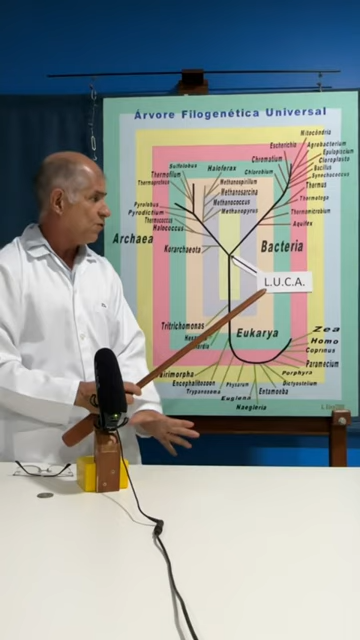 Árvore Filogenética Universal
Mitocôndria
Escherichia
Agrobacterium
Chromatium
Epulopiscium
Cloroplasto
Chlorobium
Bacillus
Synechococcus
Thermus
Thermotoga
Thermomicrobium
Aquifex
Sulfolobus
Haloferax
Thermofilum
Thermoproteus
Methanospirillum
Methanosarcina
Methanococcus
Methanopyrus
Pyrolobus
Pyrodictium
Thermococcus
Halococcus
Archaea
Korarchaeota
Bacteria
L.U.C.A.
Tritrichomonas
Eukarya
Zea
Homo
Coprinus
Paramecium
Porphyra
Dictyostelium
Entamoeba
Physarum
Encephalitozoon
Trypanosoma
Euglena
Naegleria